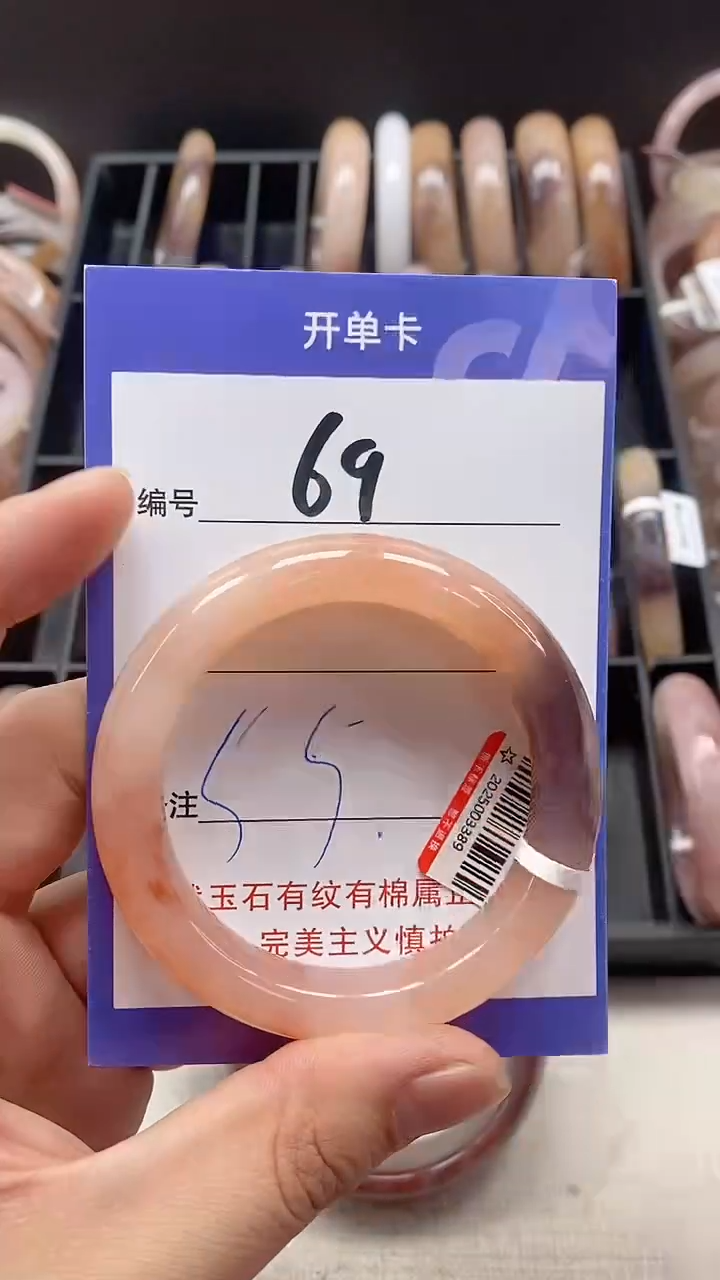 开单卡
编号 69
注 55.
玉石有纹有棉属
完美主义慎拍
☆ 2025003389